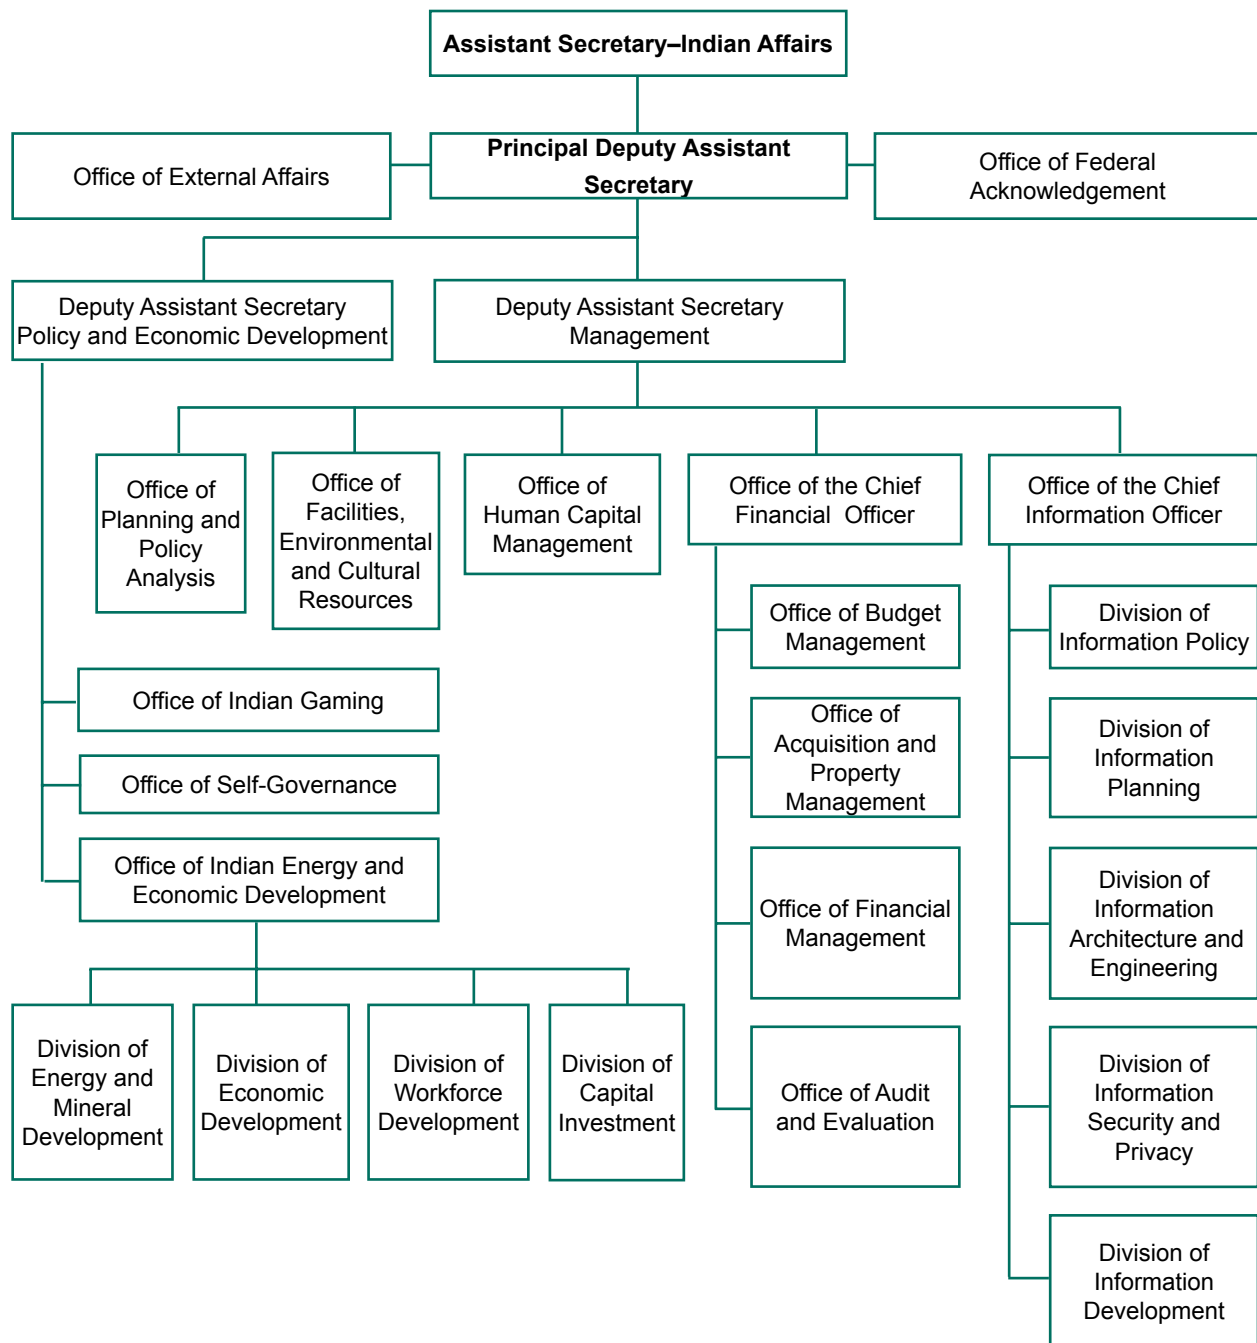 Assistant Secretary–Indian Affairs
Principal Deputy Assistant
Secretary
Office of External Affairs
Office of Federal
Acknowledgement
Deputy Assistant Secretary
Policy and Economic Development
Deputy Assistant Secretary
Management
Office of
Planning and
Policy
Analysis
Office of
Facilities,
Environmental
and Cultural
Resources
Office of
Human Capital
Management
Office of the Chief
Financial  Officer
Office of the Chief
Information Officer
Office of Indian Gaming
Office of Self-Governance
Office of Indian Energy and
Economic Development
Division of
Energy and
Mineral
Development
Division of
Economic
Development
Division of
Workforce
Development
Division of
Capital
Investment
Office of Budget
Management
Office of
Acquisition and
Property
Management
Office of Financial
Management
Office of Audit
and Evaluation
Division of
Information Policy
Division of
Information
Planning
Division of
Information
Architecture and
Engineering
Division of
Information
Security and
Privacy
Division of
Information
Development